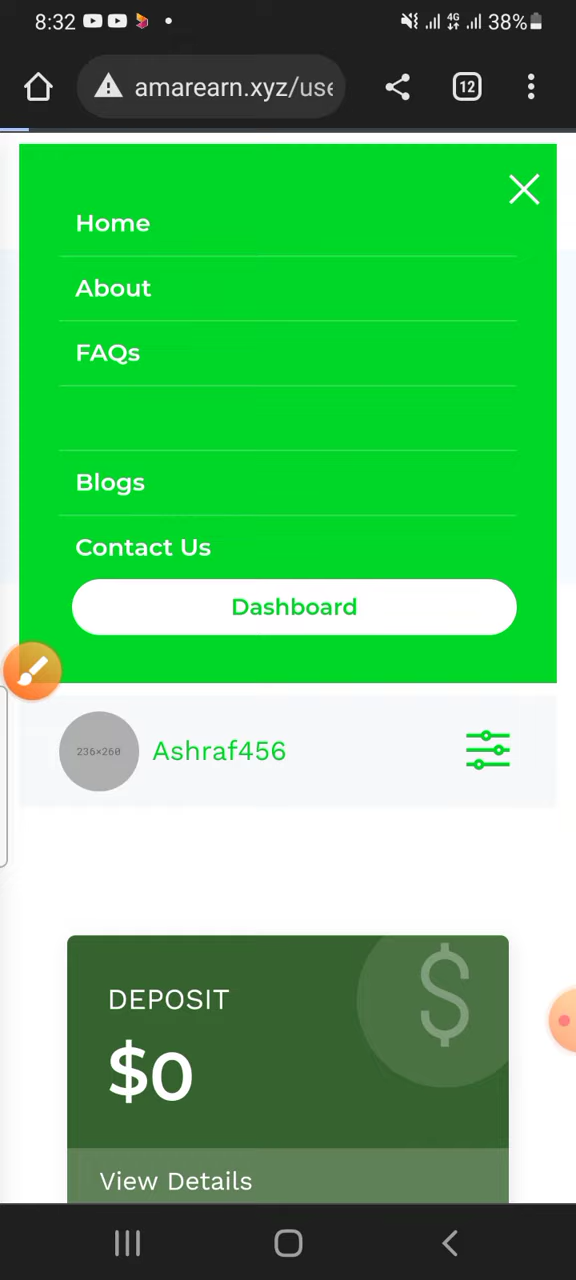 8:32
4G
38%
amarearn.xyz/use
12
Home
About
FAQs
Blogs
Contact Us
Dashboard
236×260
Ashraf456
DEPOSIT
$
$0
View Details